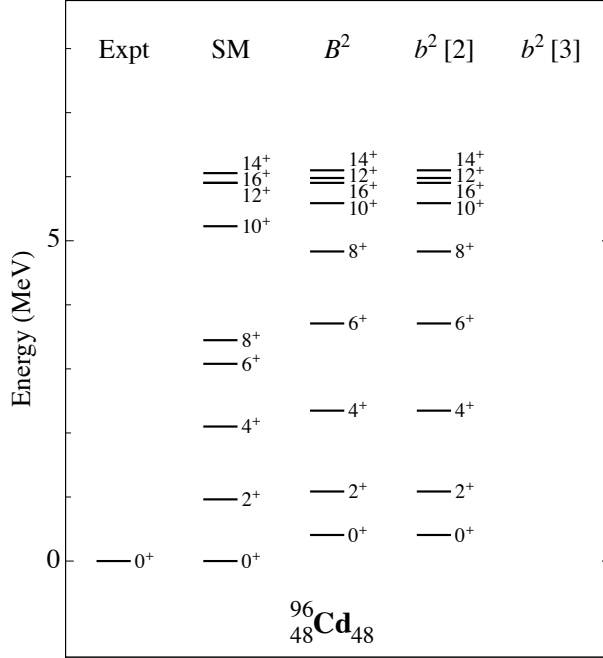 Expt SM B² b² [2] b² [3]
14⁺ 14⁺ 14⁺
16⁺ 12⁺ 12⁺
12⁺ 16⁺ 16⁺
10⁺ 10⁺ 10⁺
5
8⁺ 8⁺
8⁺
6⁺ 6⁺
6⁺
4⁺ 4⁺ 4⁺
2⁺ 2⁺ 2⁺
0⁺ 0⁺
0 0⁺ 0⁺
Energy (MeV)
⁹⁶₄₈Cd₄₈